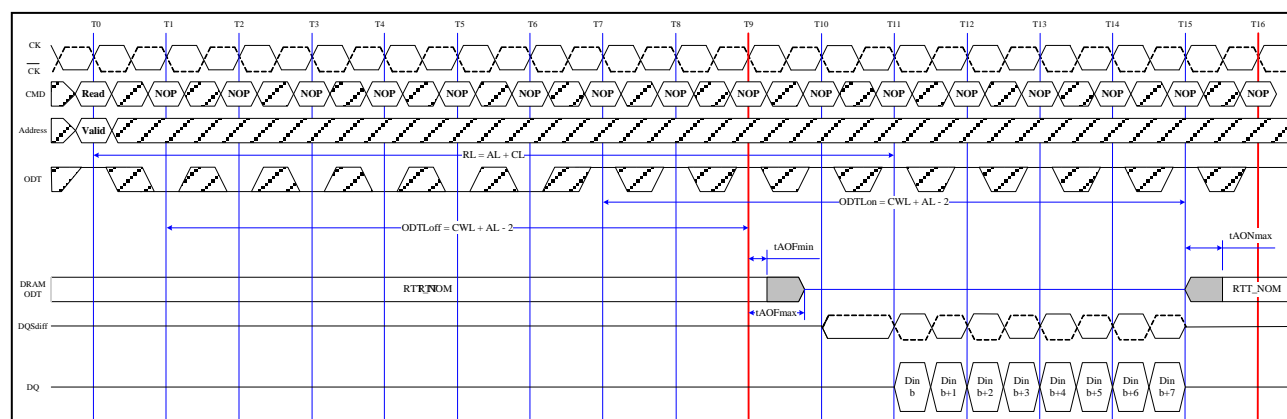 T0 T1 T2 T3 T4 T5 T6 T7 T8 T9 T10 T11 T12 T13 T14 T15 T16
CK
CK
CMD Read NOP NOP NOP NOP NOP NOP NOP NOP NOP NOP NOP NOP NOP NOP NOP NOP
Address Valid
RL = AL + CL
ODT
ODTLon = CWL + AL - 2
ODTLoff = CWL + AL - 2
tAOFmin tAONmax
DRAM ODT RTT_NOM RTT_NOM
tAOFmax
DQSdiff
DQ Din b Din b+1 Din b+2 Din b+3 Din b+4 Din b+5 Din b+6 Din b+7